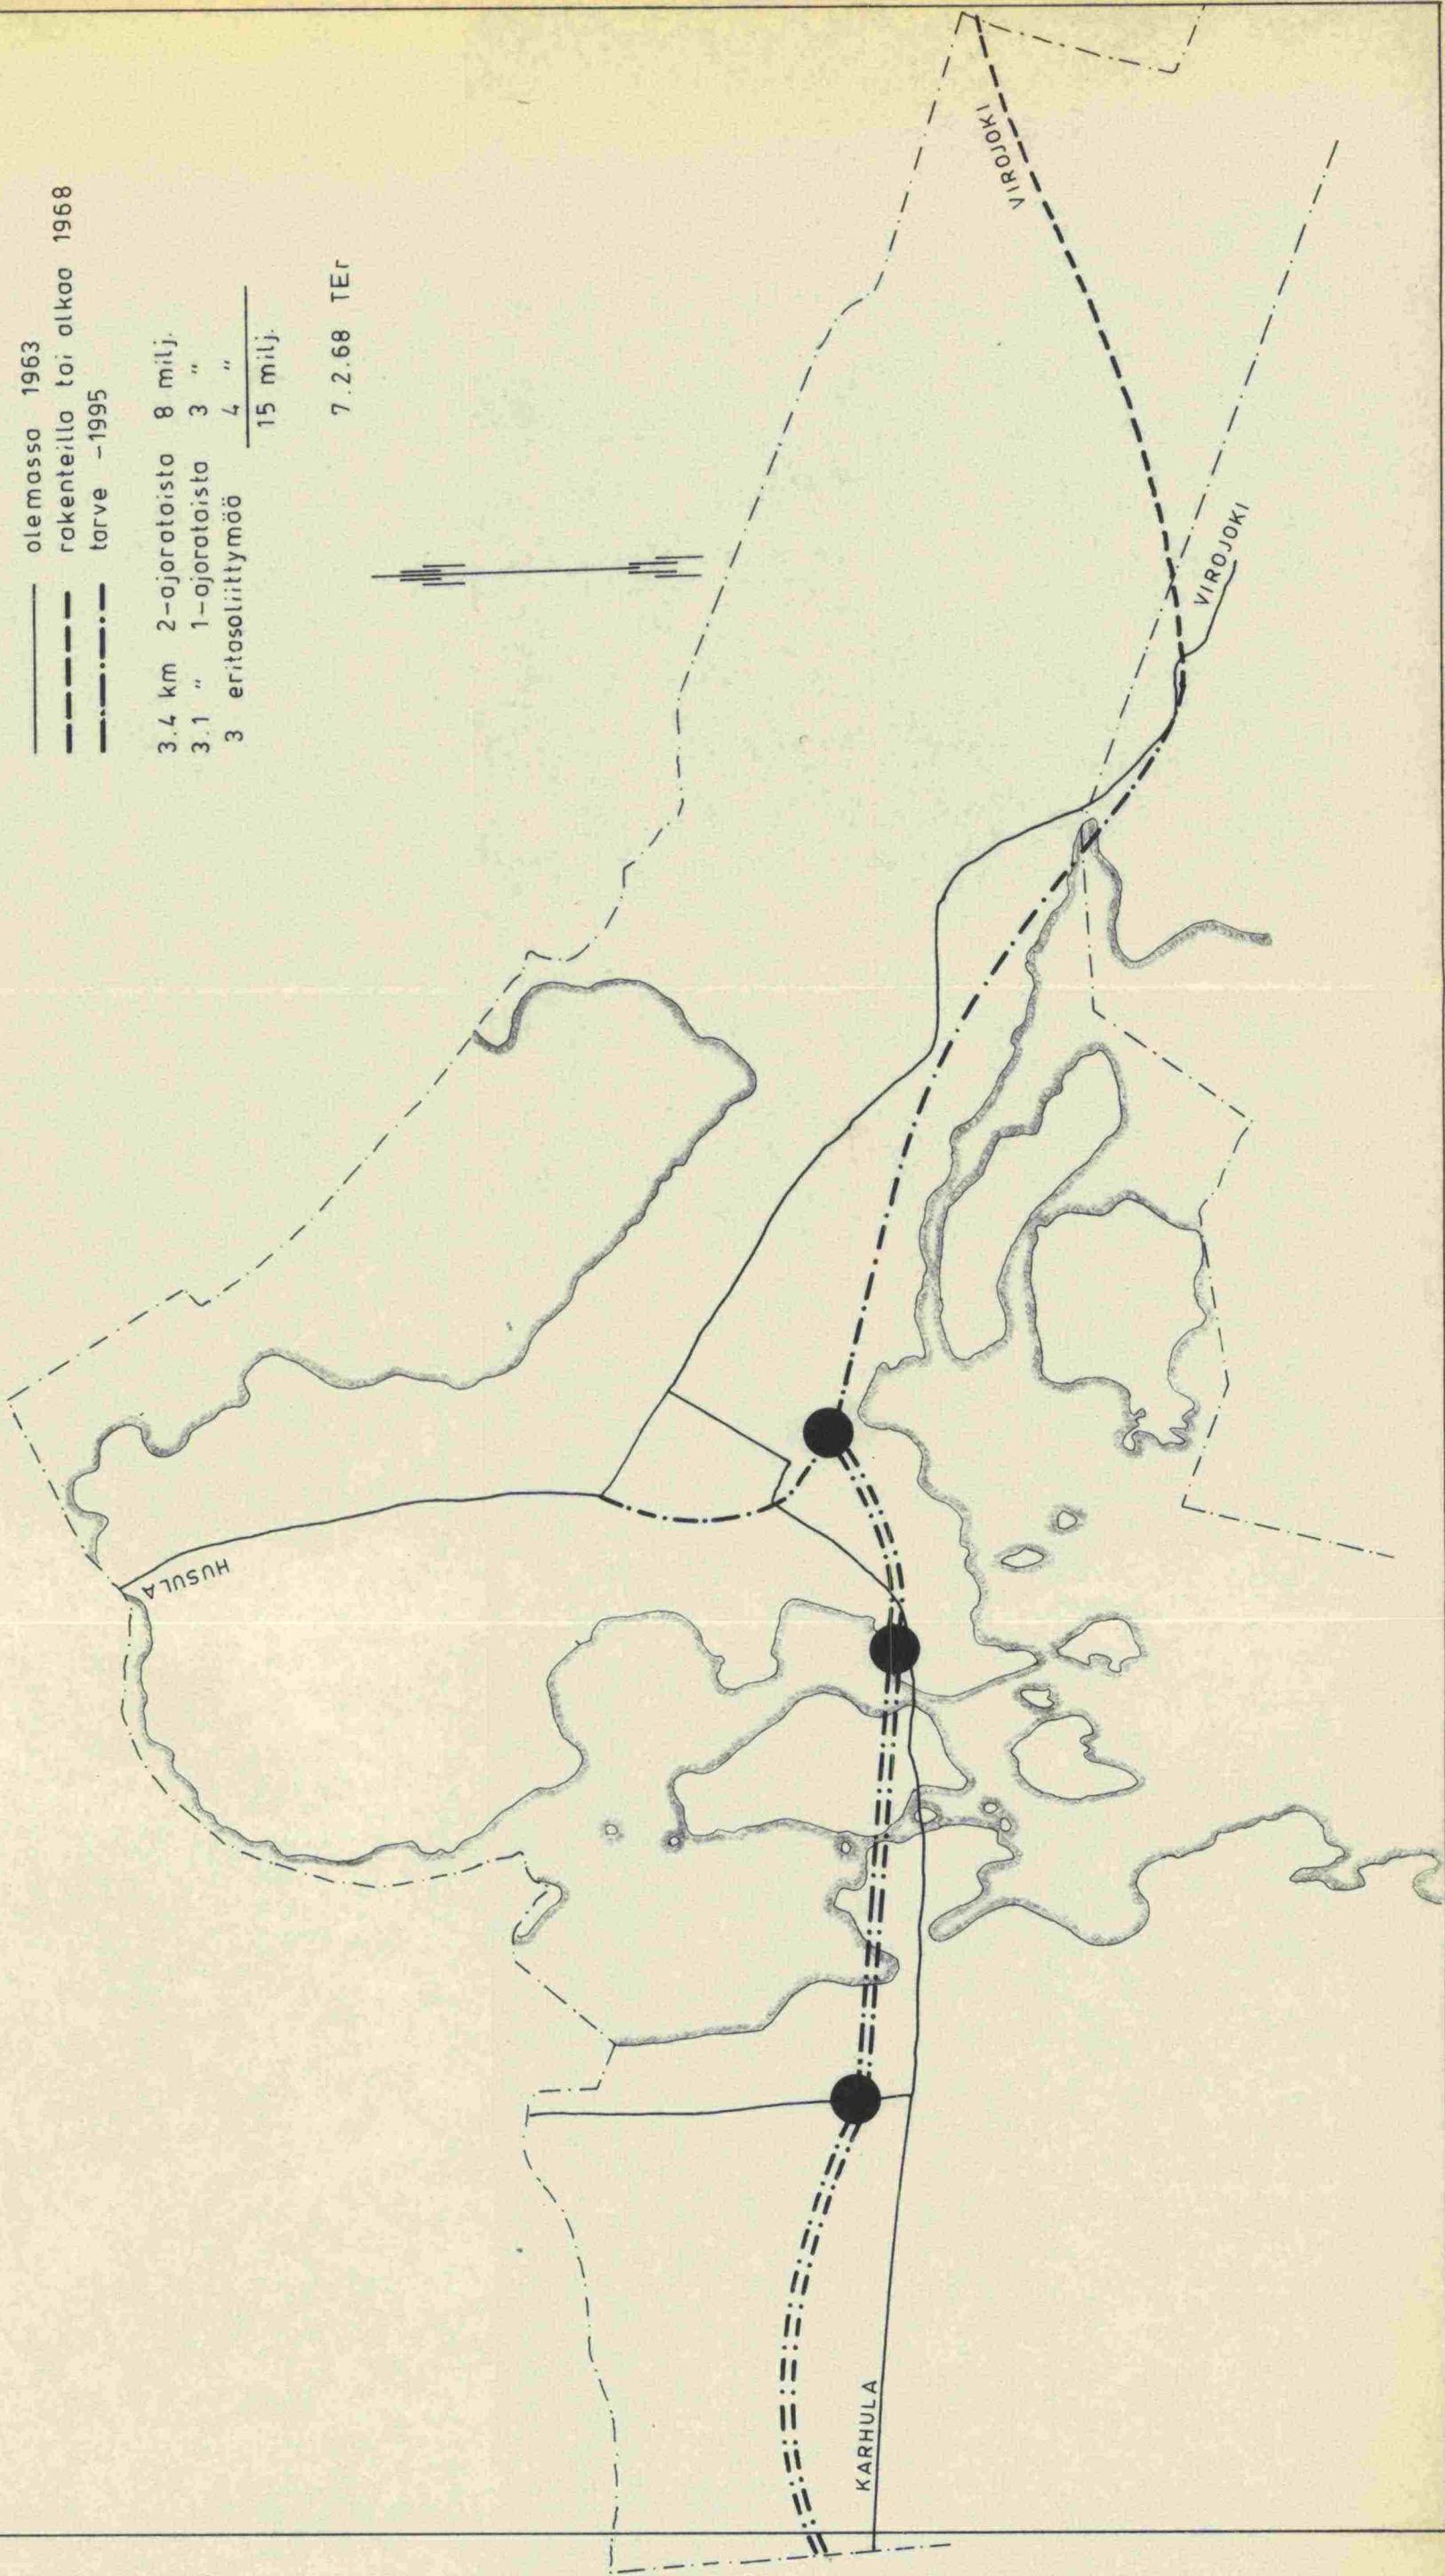 olemassa 1963
rakenteilla tai alkaa 1968
tarve -1995
3.4 km 2-ajorataista 8 milj.
3.1 " 1-ajorataista 3 "
3 eritasoliittymää 4 "
15 milj.
7.2.68 TEr
HUSULA
VIROJOKI
VIROJOKI
KARHULA